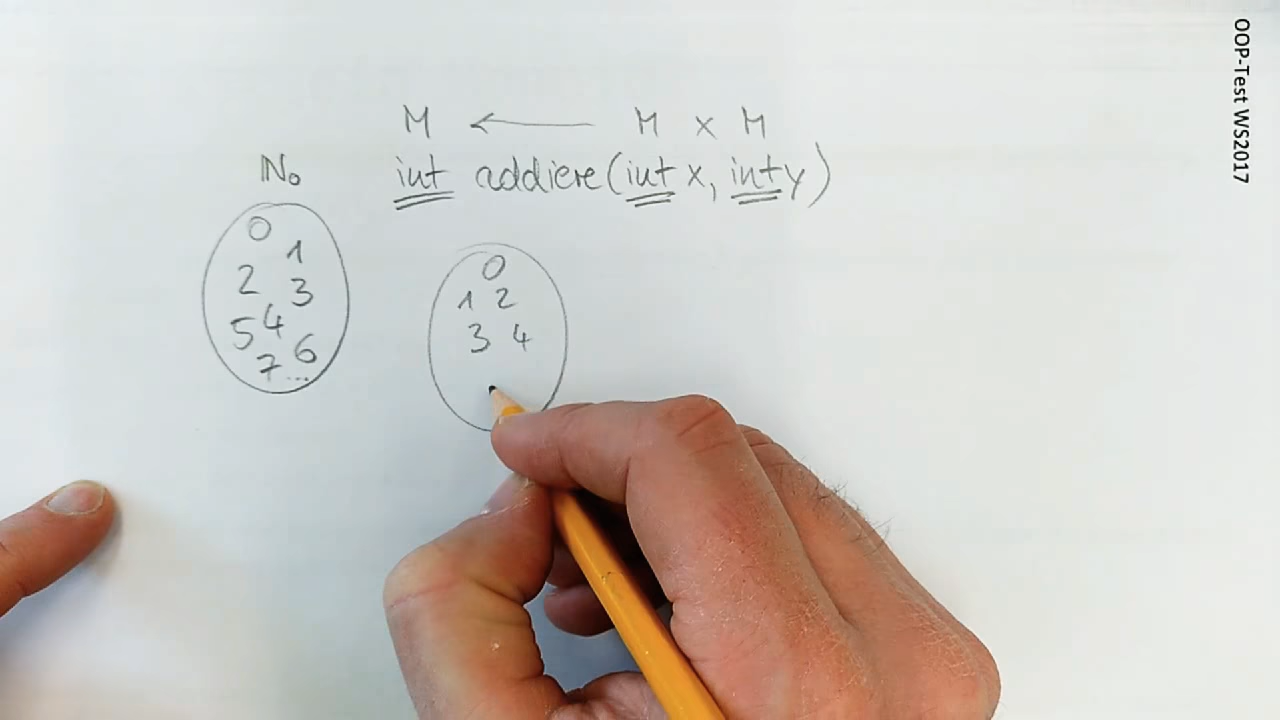 M ← M x M
int addiere(int x, int y)
ℕ₀
0
1
2 3
5 4
7 6
...
0
1 2
3 4
OOP-Test WS2017